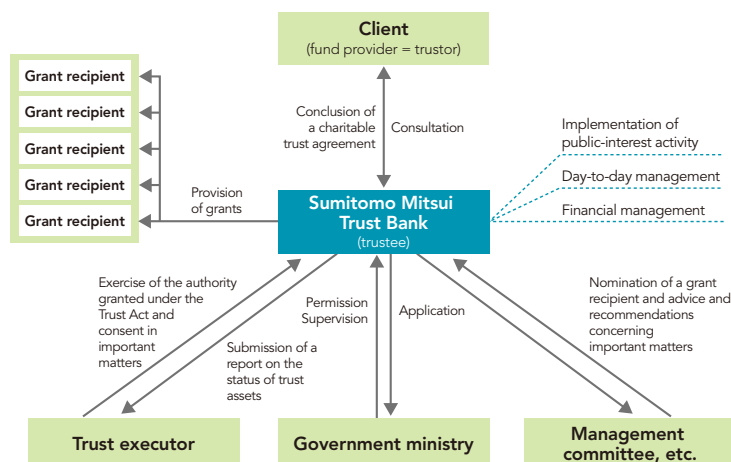 Client
(fund provider = trustor)
Grant recipient
Grant recipient
Grant recipient
Grant recipient
Grant recipient
Conclusion of
a charitable
trust agreement
Consultation
Implementation of
public-interest activity
Day-to-day management
Financial management
Provision
of grants
Sumitomo Mitsui
Trust Bank
(trustee)
Exercise of the authority
granted under the
Trust Act and
consent in
important
matters
Submission of a
report on the
status of trust
assets
Permission
Supervision
Application
Nomination of a grant
recipient and advice and
recommendations
concerning
important matters
Trust executor
Government ministry
Management
committee, etc.